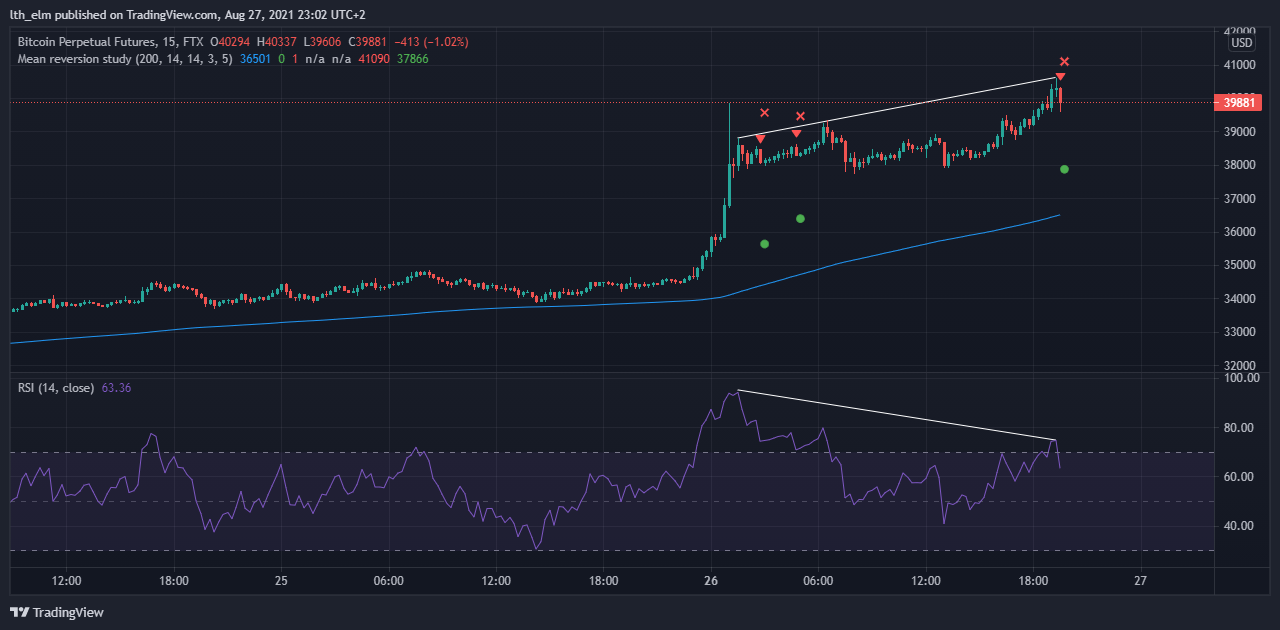 lth_elm published on TradingView.com, Aug 27, 2021 23:02 UTC+2
Bitcoin Perpetual Futures, 15, FTX O40294 H40337 L39606 C39881 −413 (−1.02%)
Mean reversion study (200, 14, 14, 3, 5) 36501 0 1 n/a n/a 41090 37866
42000
USD
41000
39881
39000
38000
37000
36000
35000
34000
33000
32000
RSI (14, close) 63.36
100.00
80.00
60.00
40.00
12:00 18:00 25 06:00 12:00 18:00 26 06:00 12:00 18:00 27
TradingView